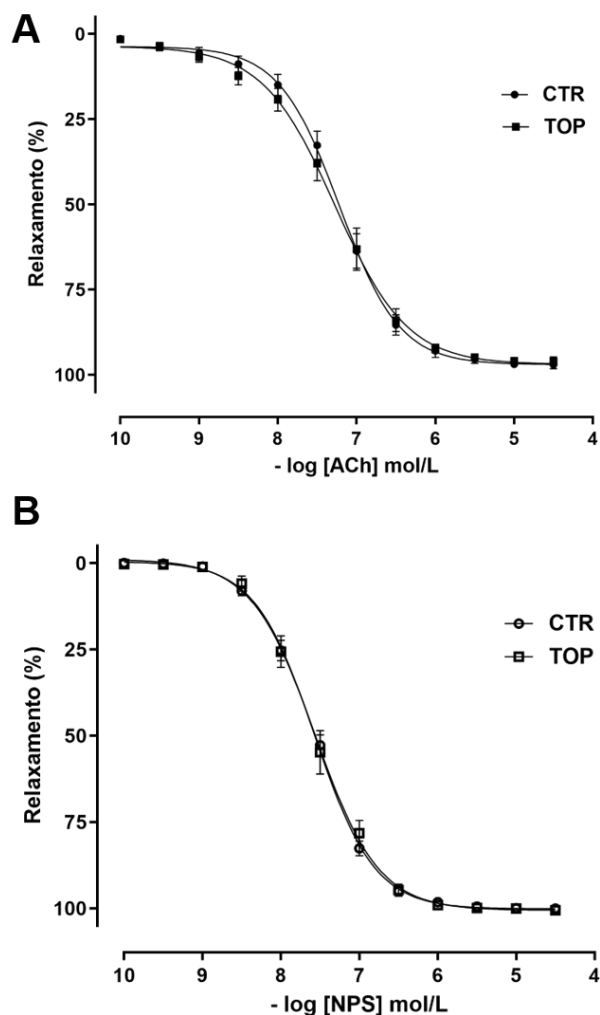 A
0
25
50
75
100
Relaxamento (%)
CTR
TOP
10 9 8 7 6 5 4
- log [ACh] mol/L
B
0
25
50
75
100
Relaxamento (%)
CTR
TOP
10 9 8 7 6 5 4
- log [NPS] mol/L